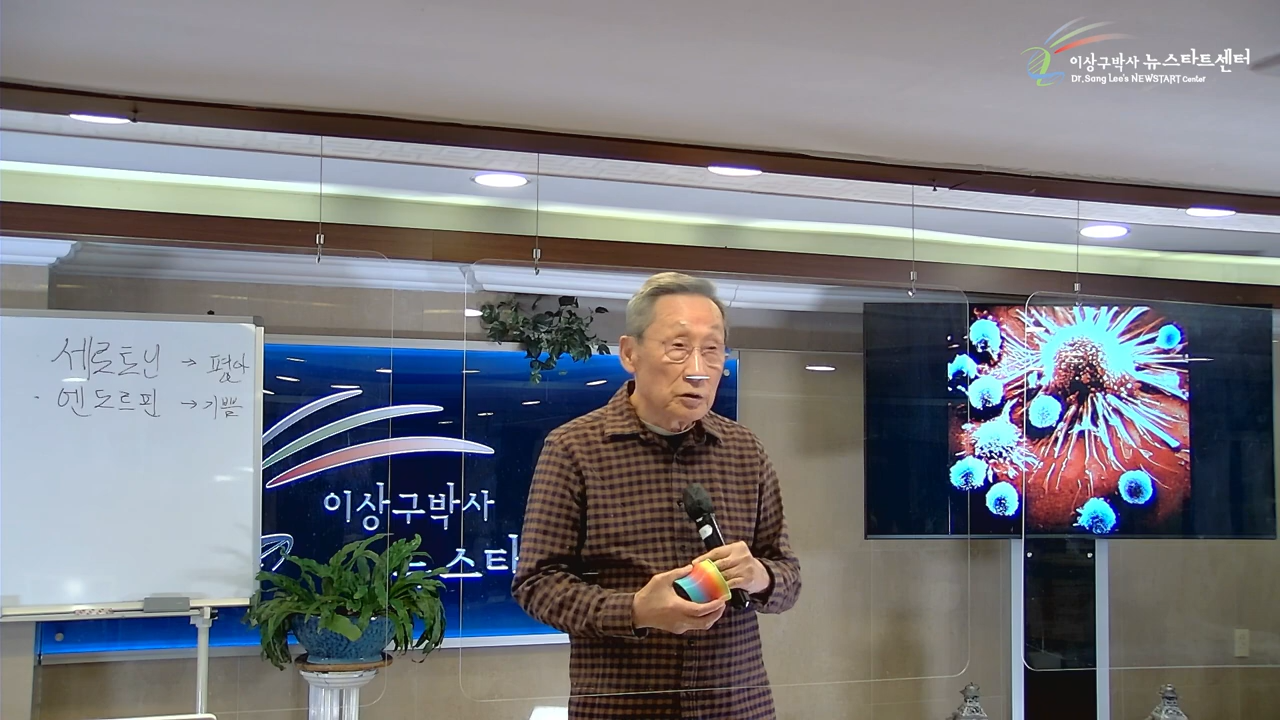 이상구박사 뉴스타트센터
Dr. Sang Lee's NEWSTART Center
세로토닌 → 평안
엔도르핀 → 기쁨
이상구박사
뉴스타